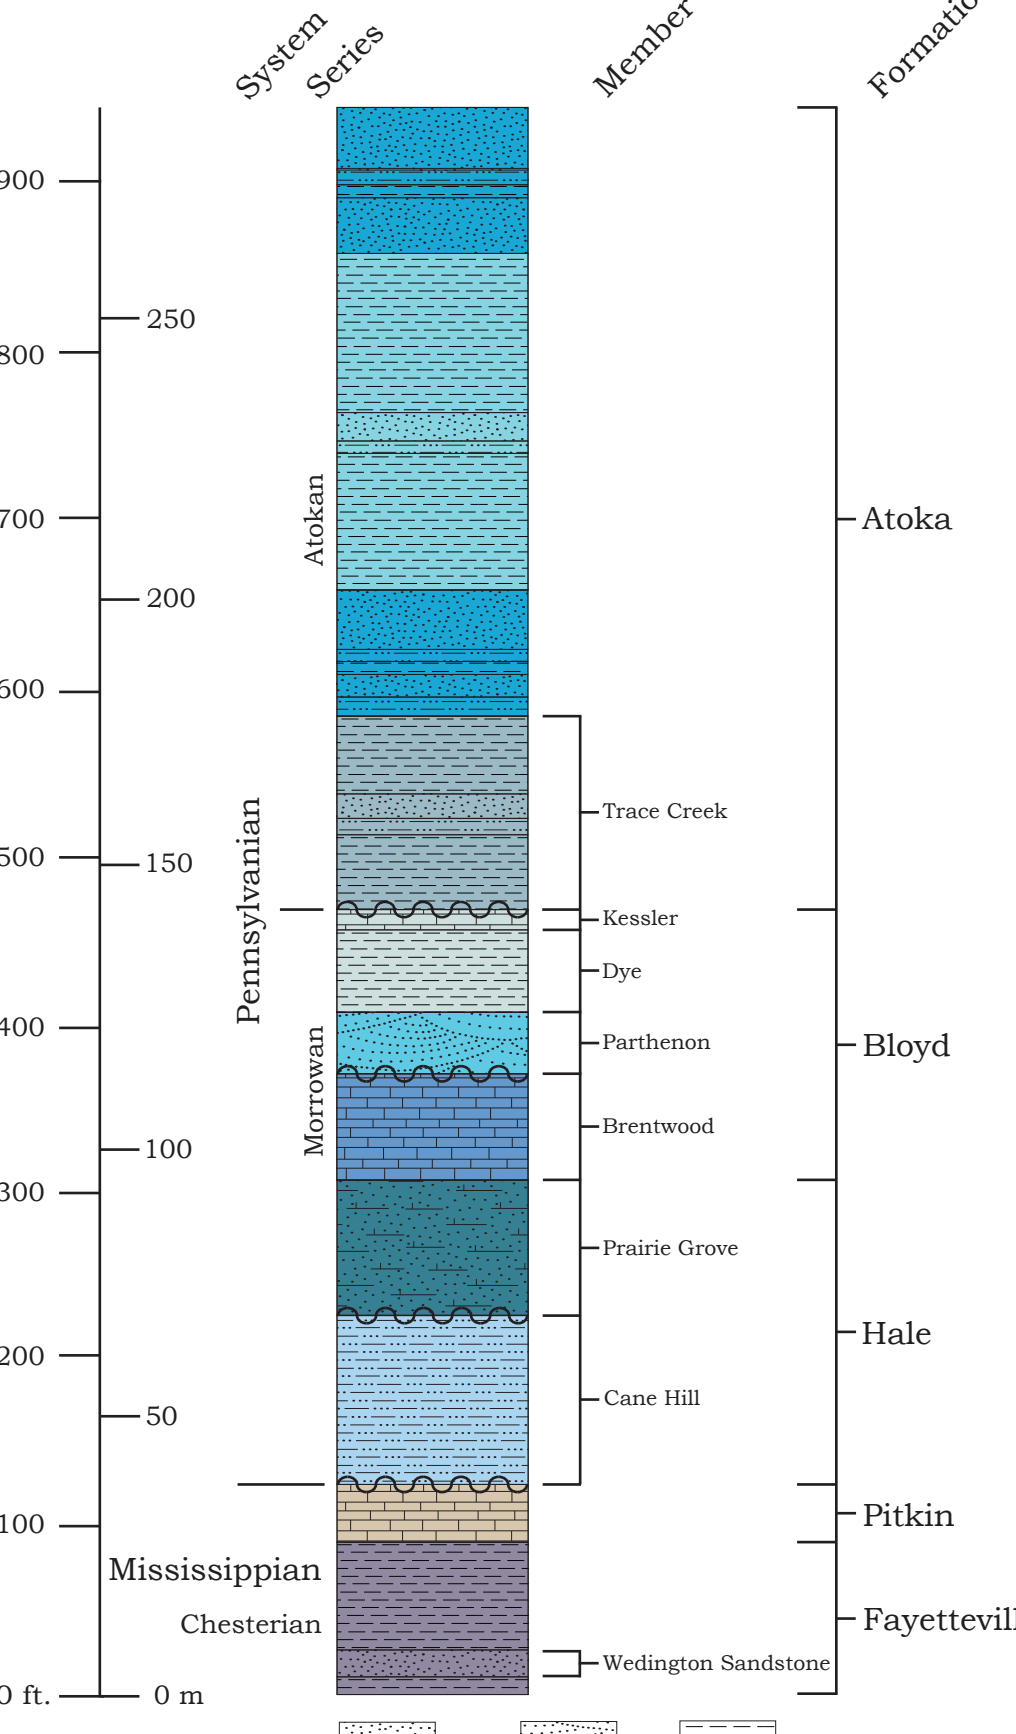 System
Series
Member
Formatio
900
250
800
Atokan
700
Atoka
200
600
Trace Creek
Pennsylvanian
500
150
Kessler
Dye
400
Morrowan
Parthenon
Bloyd
Brentwood
100
300
Prairie Grove
Hale
200
Cane Hill
50
100
Pitkin
Mississippian
Chesterian
Fayettevill
Wedington Sandstone
0 ft.
0 m